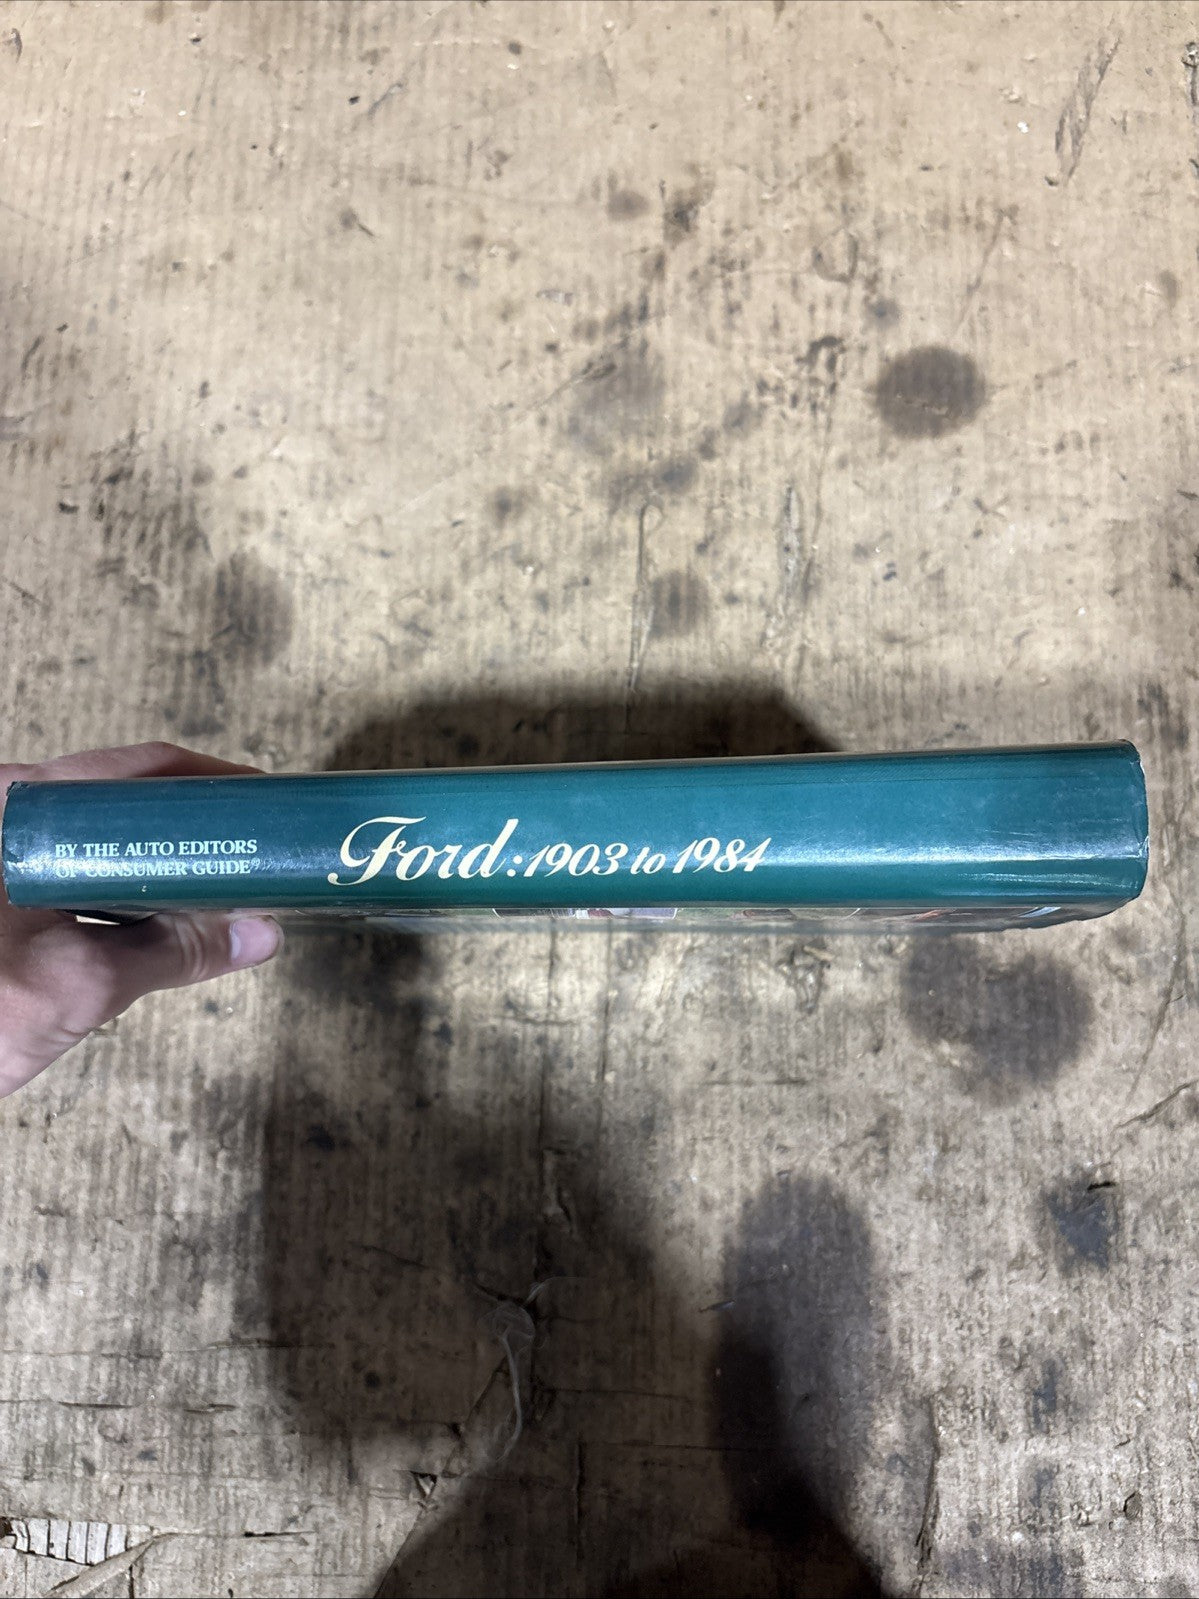 BY THE AUTO EDITORS
OF CONSUMER GUIDE®
Ford: 1903 to 1984